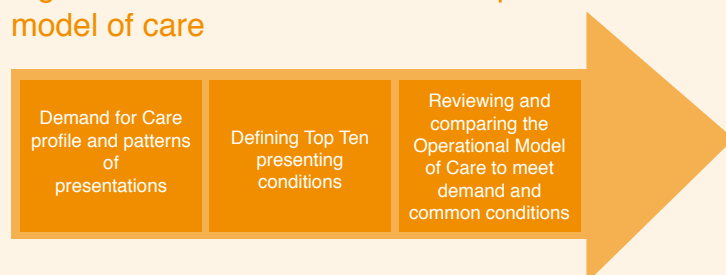 model of care
Demand for Care
profile and patterns
of
presentations
Defining Top Ten
presenting
conditions
Reviewing and
comparing the
Operational Model
of Care to meet
demand and
common conditions